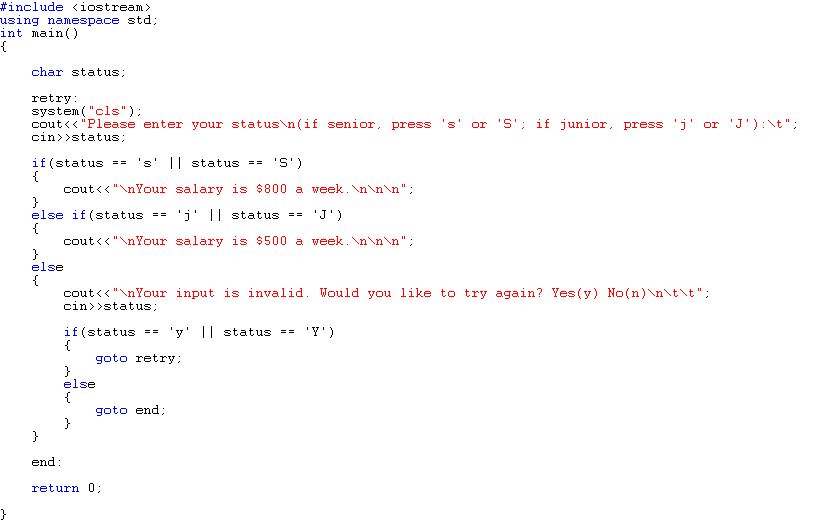 #include <iostream>
using namespace std;
int main()
{
char status;
retry:
system("cls");
cout<<"Please enter your status\n(if senior, press 's' or 'S'; if junior, press 'j' or 'J'):\t";
cin>>status;
if(status == 's' || status == 'S')
{
cout<<"\nYour salary is $800 a week.\n\n\n";
}
else if(status == 'j' || status == 'J')
{
cout<<"\nYour salary is $500 a week.\n\n\n";
}
else
{
cout<<"\nYour input is invalid. Would you like to try again? Yes(y) No(n)\n\t\t";
cin>>status;
if(status == 'y' || status == 'Y')
{
goto retry;
}
else
{
goto end;
}
}
end:
return 0;
}